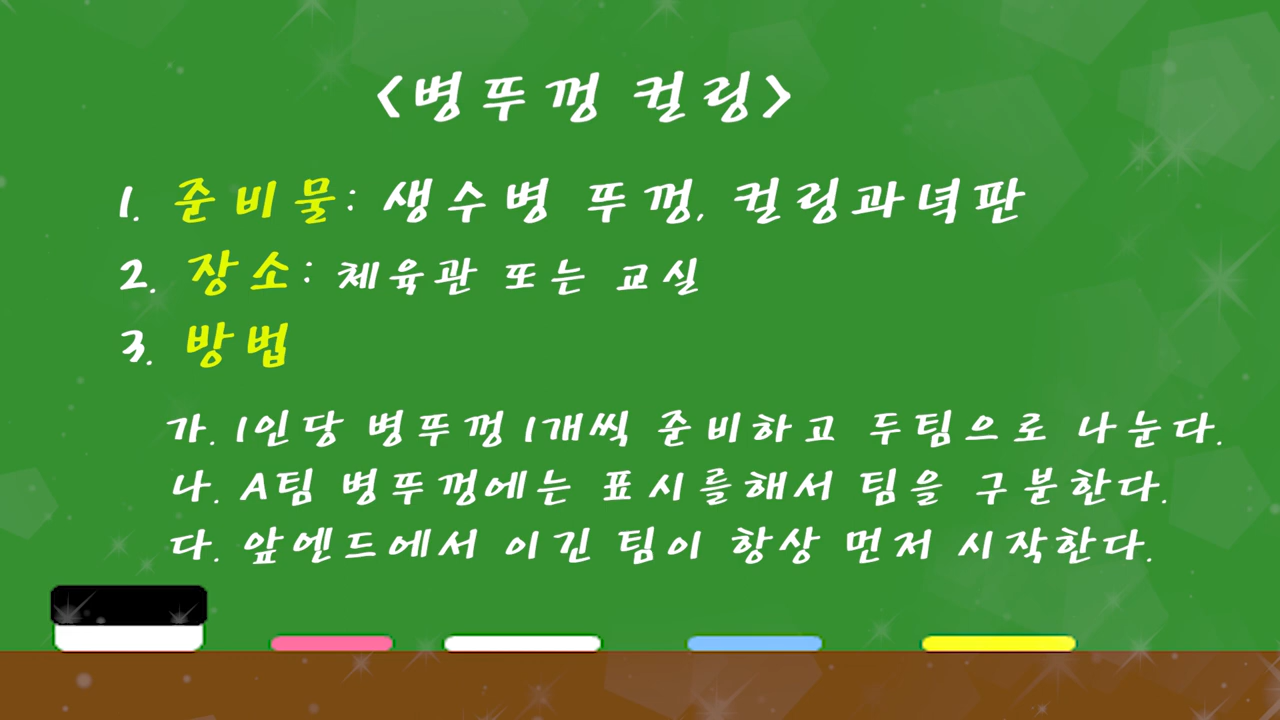 <병뚜껑 컬링>
1. 준비물: 생수병 뚜껑, 컬링과녁판
2. 장소: 체육관 또는 교실
3. 방법
가. 1인당 병뚜껑 1개씩 준비하고 두팀으로 나눈다.
나. A팀 병뚜껑에는 표시를해서 팀을 구분한다.
다. 앞엔드에서 이긴 팀이 항상 먼저 시작한다.